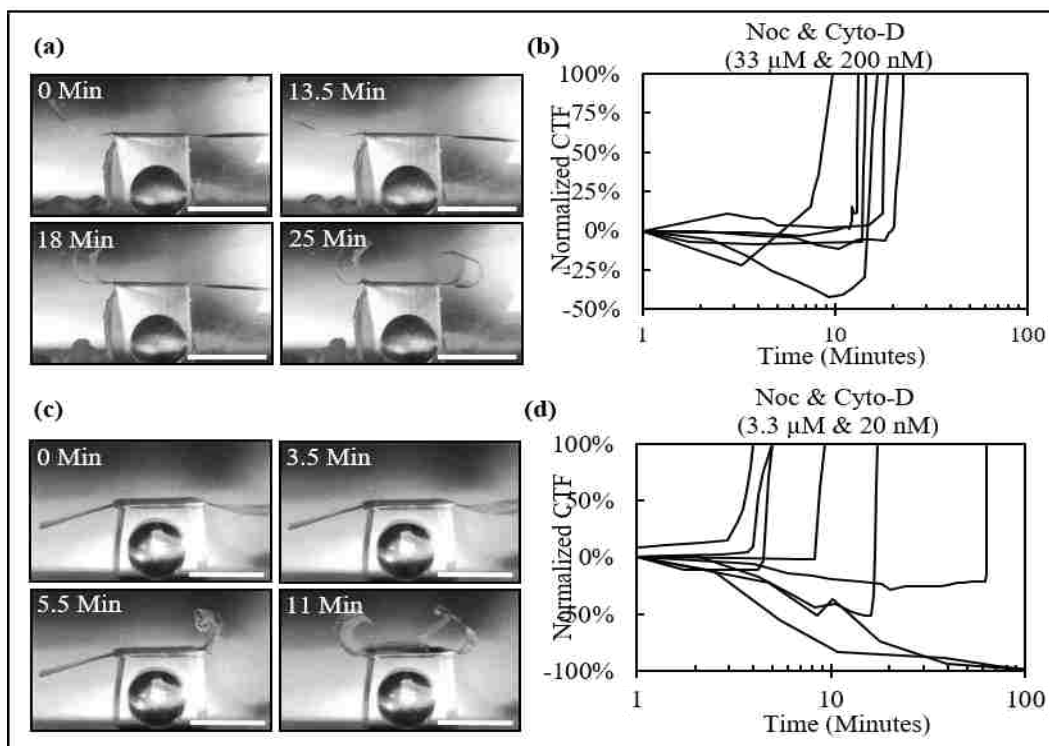 (a)
0 Min
13.5 Min
18 Min
25 Min
(b)
Noc & Cyto-D
(33 µM & 200 nM)
Normalized CTF
100%
75%
50%
25%
0%
-25%
-50%
1
10
100
Time (Minutes)
(c)
0 Min
3.5 Min
5.5 Min
11 Min
(d)
Noc & Cyto-D
(3.3 µM & 20 nM)
Normalized CTF
100%
50%
0%
-50%
-100%
1
10
100
Time (Minutes)